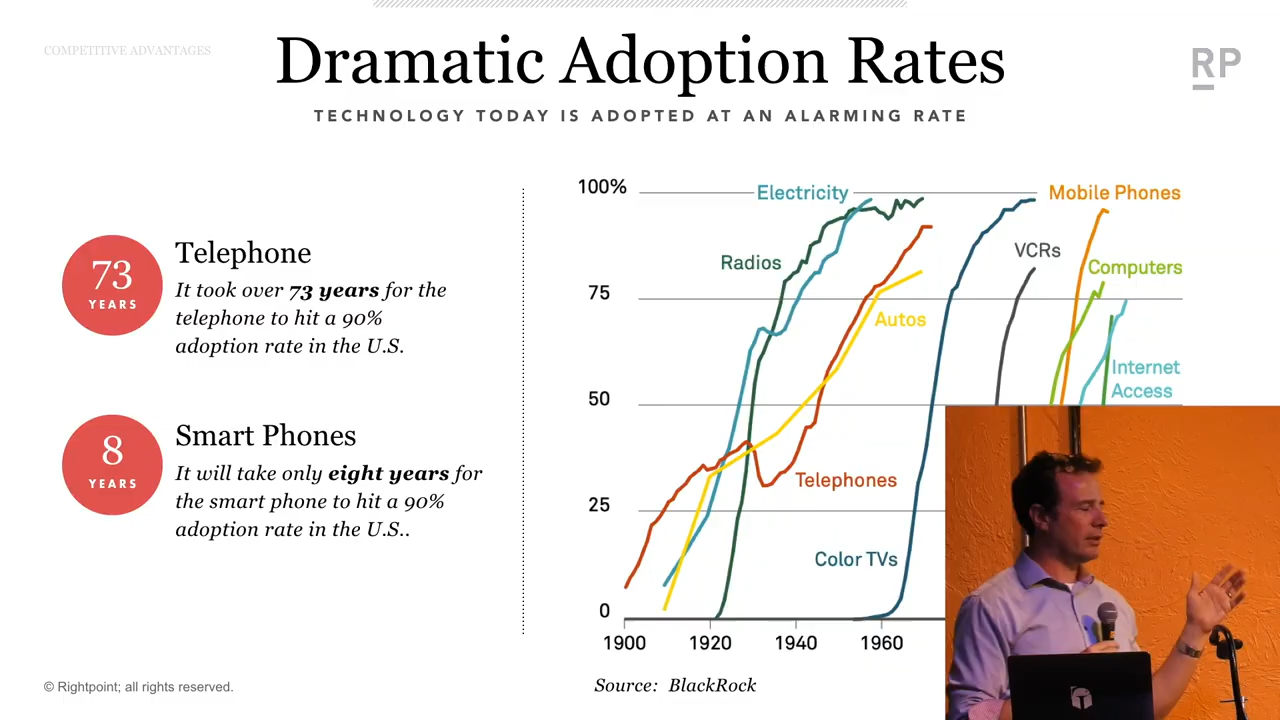 COMPETITIVE ADVANTAGES
Dramatic Adoption Rates
RP
TECHNOLOGY TODAY IS ADOPTED AT AN ALARMING RATE
73
YEARS
Telephone
It took over 73 years for the
telephone to hit a 90%
adoption rate in the U.S.
8
YEARS
Smart Phones
It will take only eight years for
the smart phone to hit a 90%
adoption rate in the U.S..
100%
75
50
25
0
Electricity
Mobile Phones
Radios
VCRs
Computers
Autos
Internet
Access
Telephones
Color TVs
1900
1920
1940
1960
Source: BlackRock
© Rightpoint; all rights reserved.